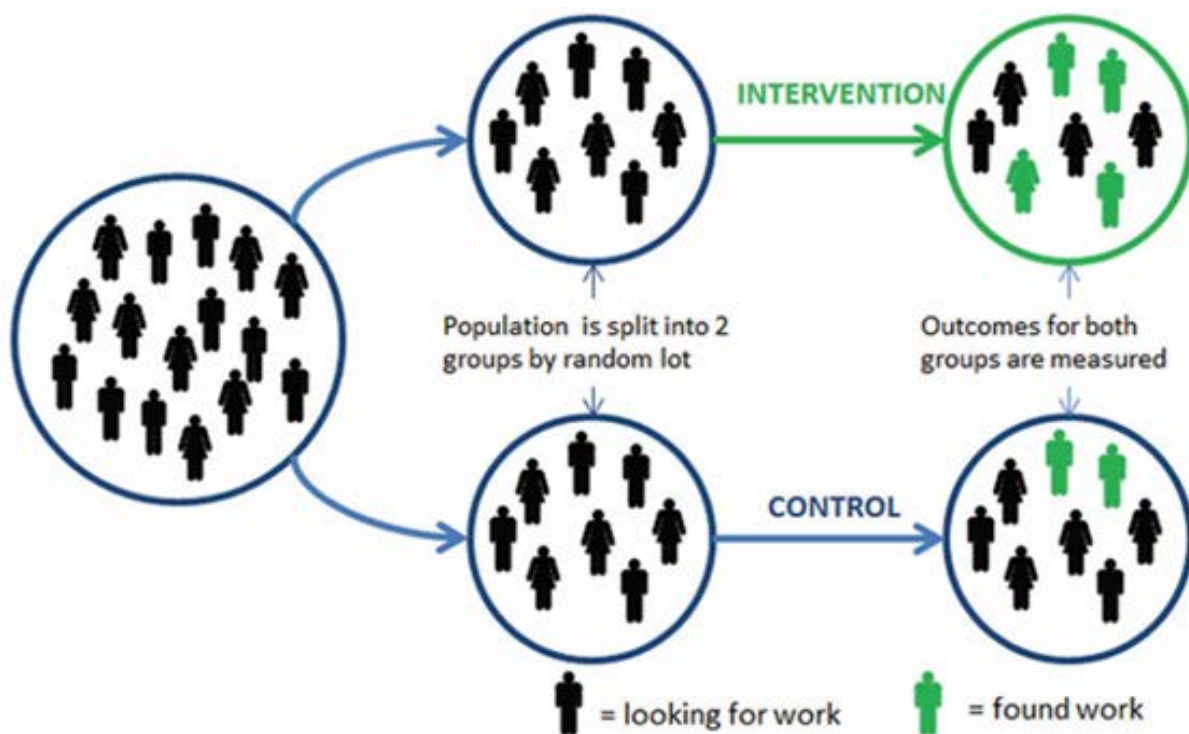 INTERVENTION
Population is split into 2
groups by random lot
Outcomes for both
groups are measured
CONTROL
= looking for work
= found work